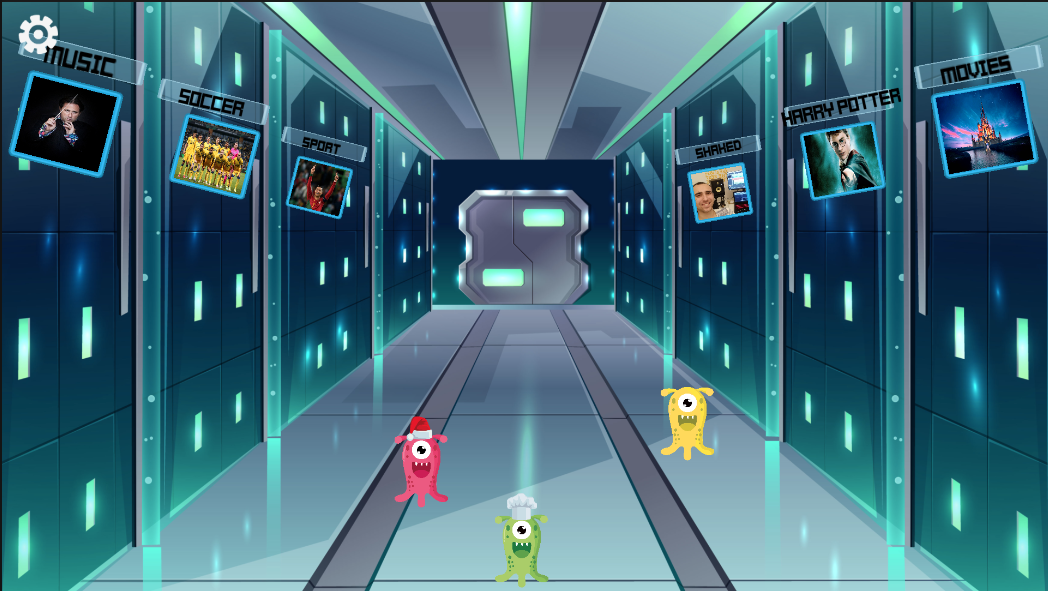 MUSIC
SOCCER
SPORT
SHAKED
HARRY POTTER
MOVIES